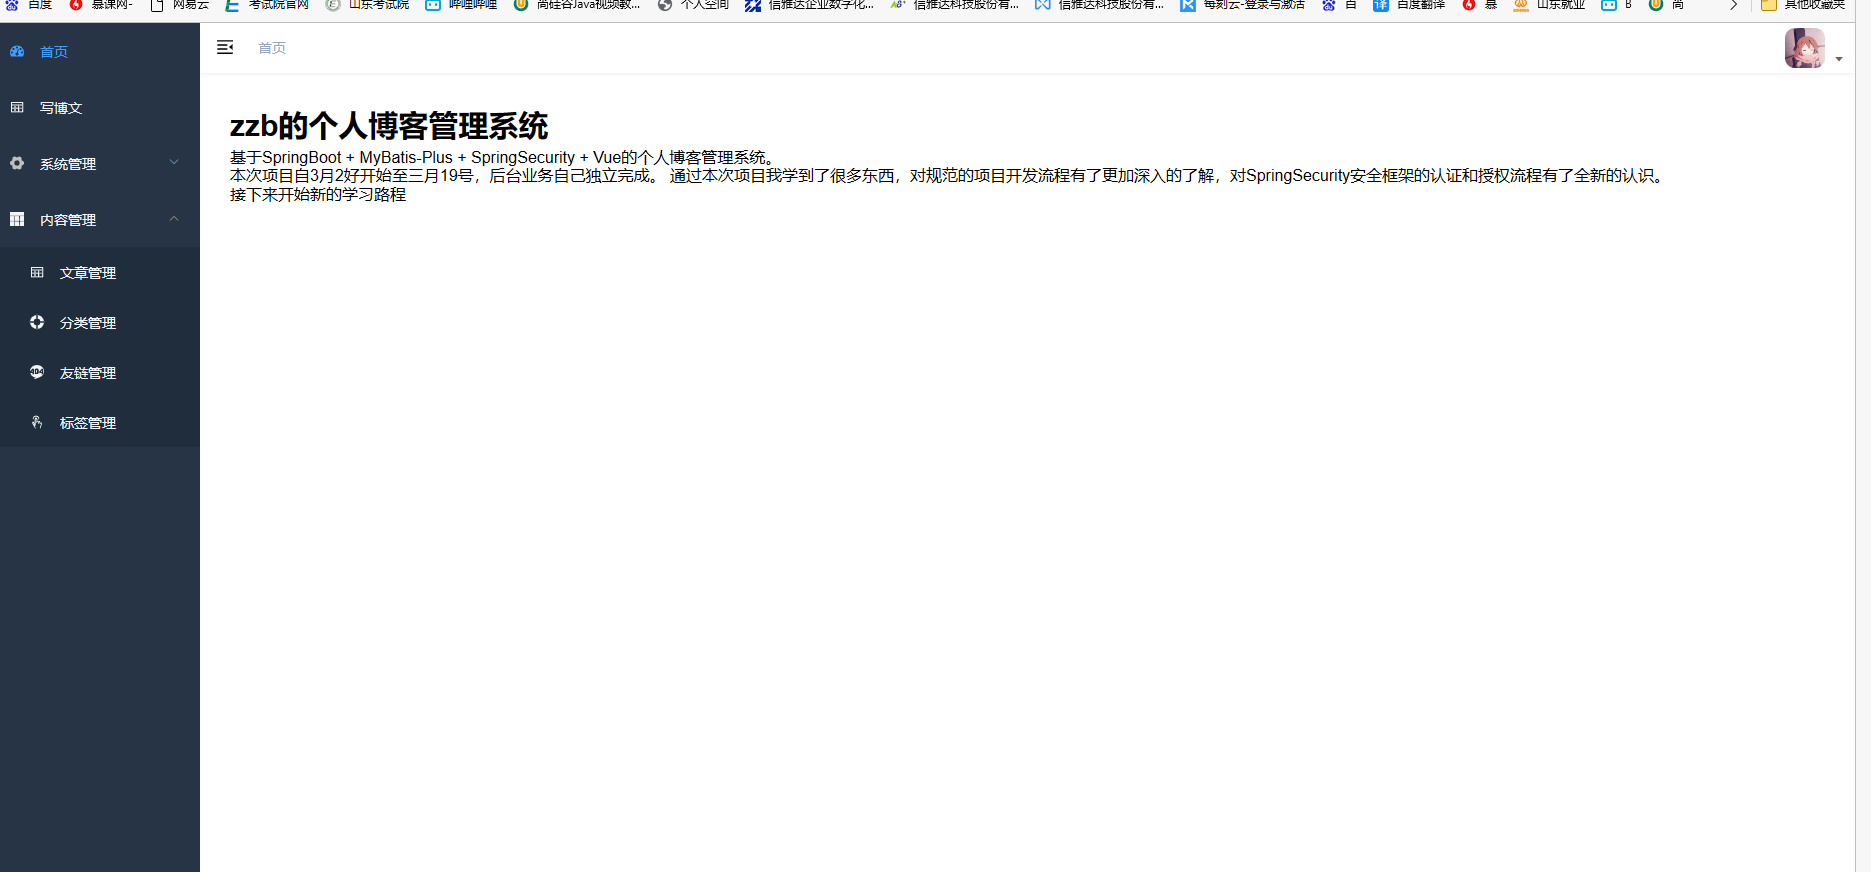 百度 慕课网- 网易云 考试院官网 山东考试院 哔哩哔哩 尚硅谷Java视频教... 个人空间 信雅达企业数字化... 信雅达科技股份有... 信雅达科技股份有... 每刻云-登录与激活 百 百度翻译 慕 山东就业 B 尚 其他收藏夹
首页
首页
写博文
系统管理
内容管理
文章管理
分类管理
友链管理
标签管理
zzb的个人博客管理系统
基于SpringBoot + MyBatis-Plus + SpringSecurity + Vue的个人博客管理系统。
本次项目自3月2好开始至三月19号，后台业务自己独立完成。 通过本次项目我学到了很多东西，对规范的项目开发流程有了更加深入的了解，对SpringSecurity安全框架的认证和授权流程有了全新的认识。
接下来开始新的学习路程